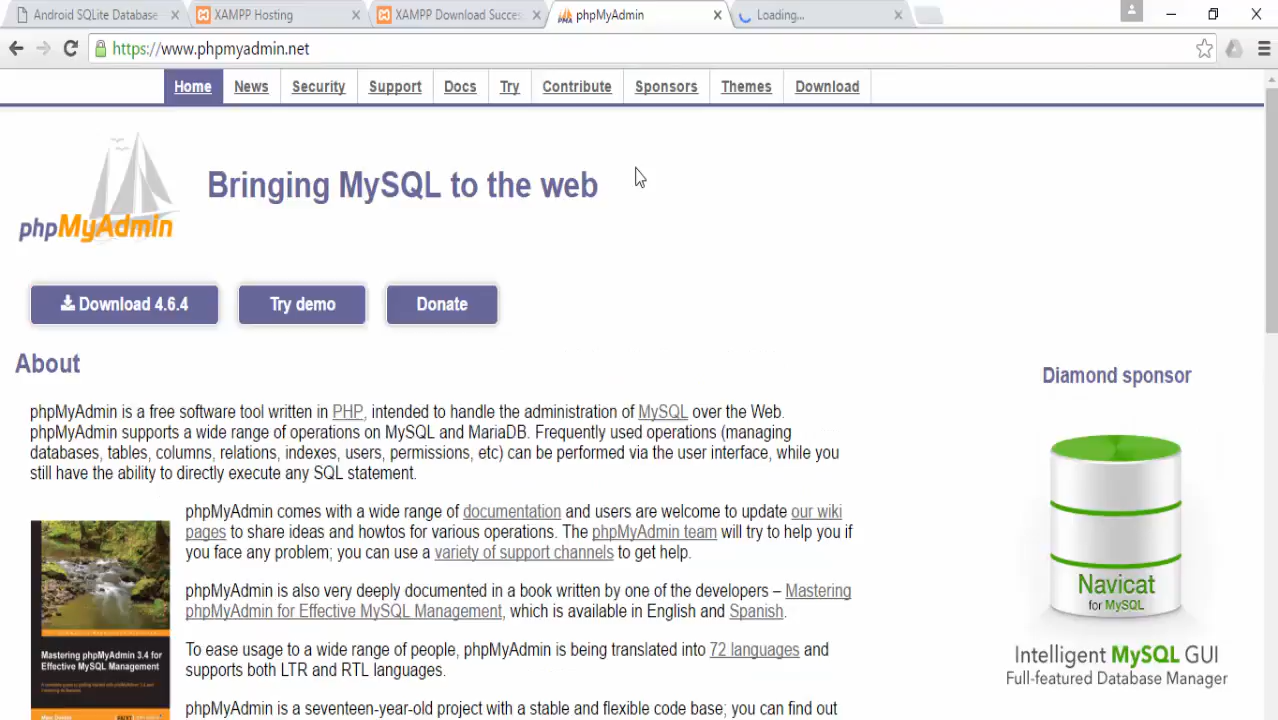 Android SQLite Database
XAMPP Hosting
XAMPP Download Succes
phpMyAdmin
Loading...
https://www.phpmyadmin.net
Home News Security Support Docs Try Contribute Sponsors Themes Download
phpMyAdmin
Bringing MySQL to the web
Download 4.6.4
Try demo
Donate
About
phpMyAdmin is a free software tool written in PHP, intended to handle the administration of MySQL over the Web.
phpMyAdmin supports a wide range of operations on MySQL and MariaDB. Frequently used operations (managing
databases, tables, columns, relations, indexes, users, permissions, etc) can be performed via the user interface, while you
still have the ability to directly execute any SQL statement.
phpMyAdmin comes with a wide range of documentation and users are welcome to update our wiki
pages to share ideas and howtos for various operations. The phpMyAdmin team will try to help you if
you face any problem; you can use a variety of support channels to get help.
phpMyAdmin is also very deeply documented in a book written by one of the developers – Mastering
phpMyAdmin for Effective MySQL Management, which is available in English and Spanish.
To ease usage to a wide range of people, phpMyAdmin is being translated into 72 languages and
supports both LTR and RTL languages.
phpMyAdmin is a seventeen-year-old project with a stable and flexible code base; you can find out
Mastering phpMyAdmin 3.4 for
Effective MySQL Management
Diamond sponsor
Navicat
for MySQL
Intelligent MySQL GUI
Full-featured Database Manager